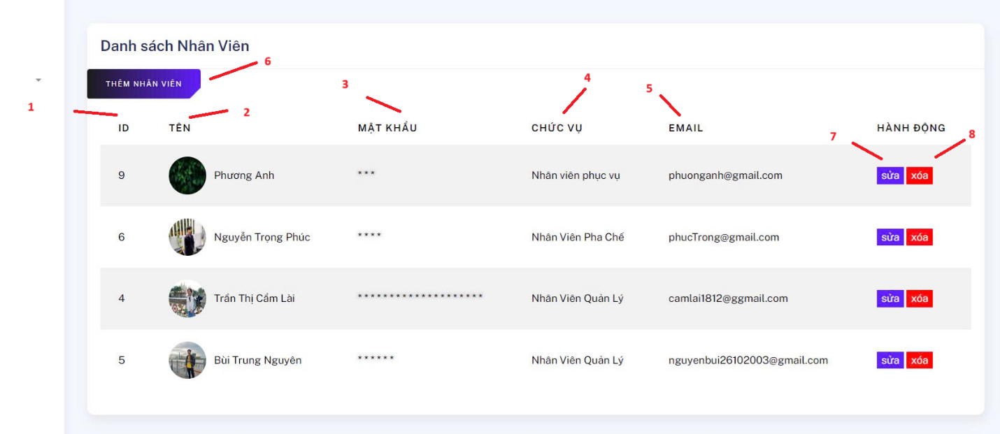 Danh sách Nhân Viên
6
THÊM NHÂN VIÊN
3
4
5
1
2
ID TÊN MẬT KHẨU CHỨC VỤ EMAIL HÀNH ĐỘNG
7
8
9 Phương Anh *** Nhân viên phục vụ phuonganh@gmail.com sửa xóa
6 Nguyễn Trọng Phúc **** Nhân Viên Pha Chế phucTrong@gmail.com sửa xóa
4 Trần Thị Cẩm Lài ******************** Nhân Viên Quản Lý camlai1812@ggmail.com sửa xóa
5 Bùi Trung Nguyên ****** Nhân Viên Quản Lý nguyenbui26102003@gmail.com sửa xóa